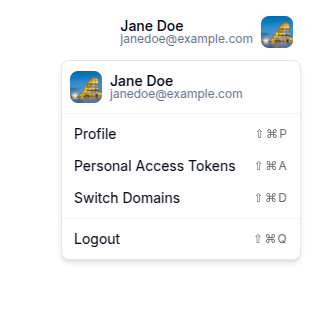 Jane Doe
janedoe@example.com
Jane Doe
janedoe@example.com
Profile ⇧⌘P
Personal Access Tokens ⇧⌘A
Switch Domains ⇧⌘D
Logout ⇧⌘Q